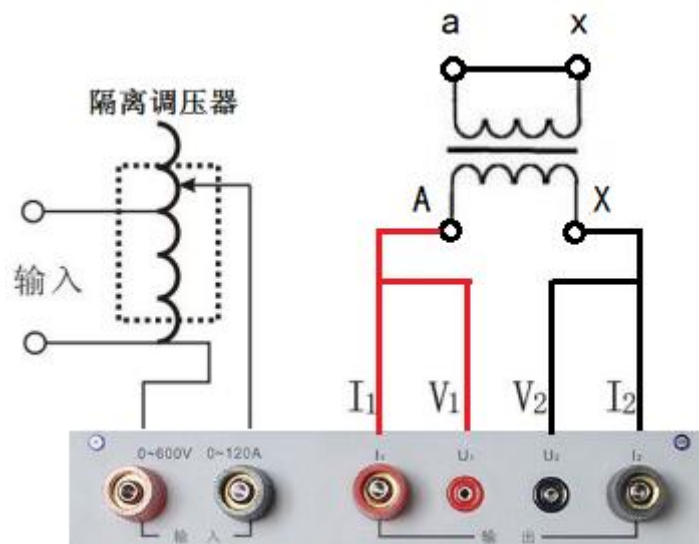 a x
隔离调压器
A X
输入
I₁ V₁ V₂ I₂
0~600V 0~120A I₁ U₁ U₂ I₂
输 入 输 出